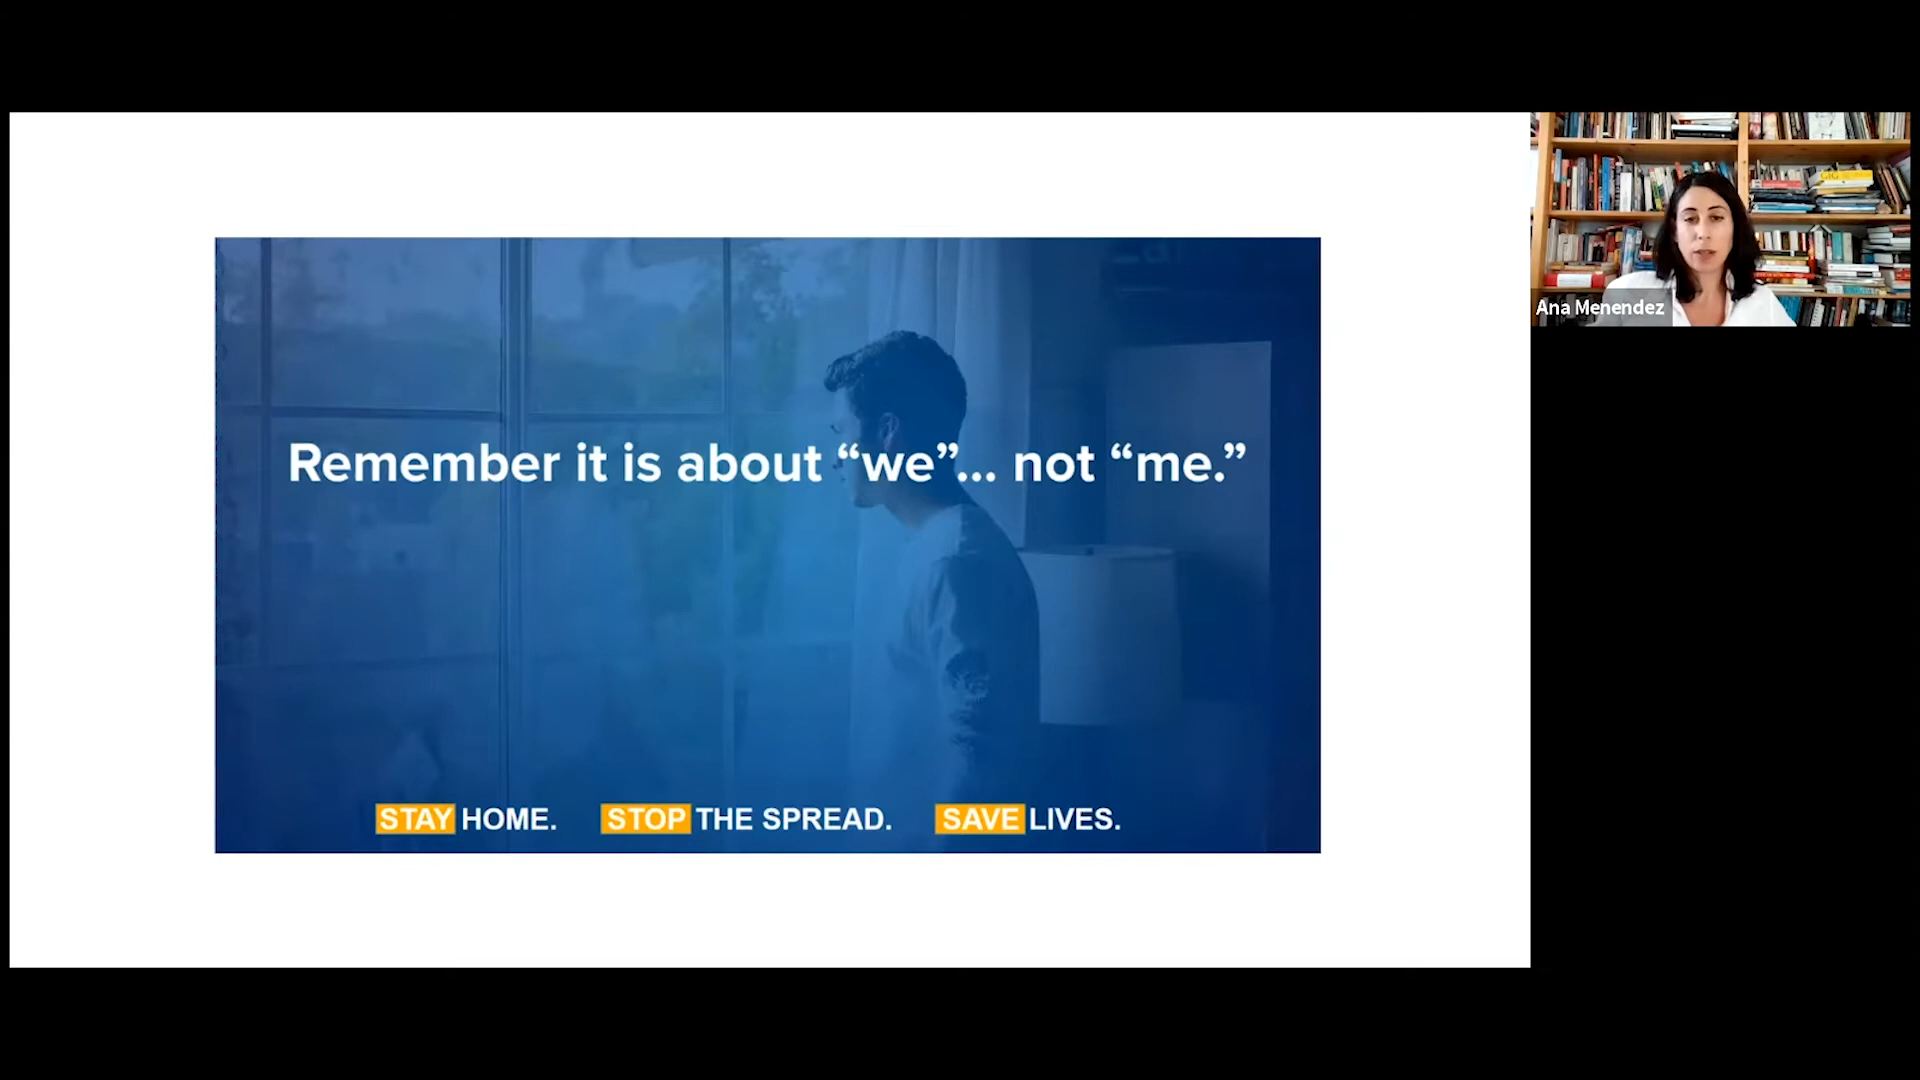 Remember it is about “we”... not “me.”
STAY HOME. STOP THE SPREAD. SAVE LIVES.
Ana Menendez